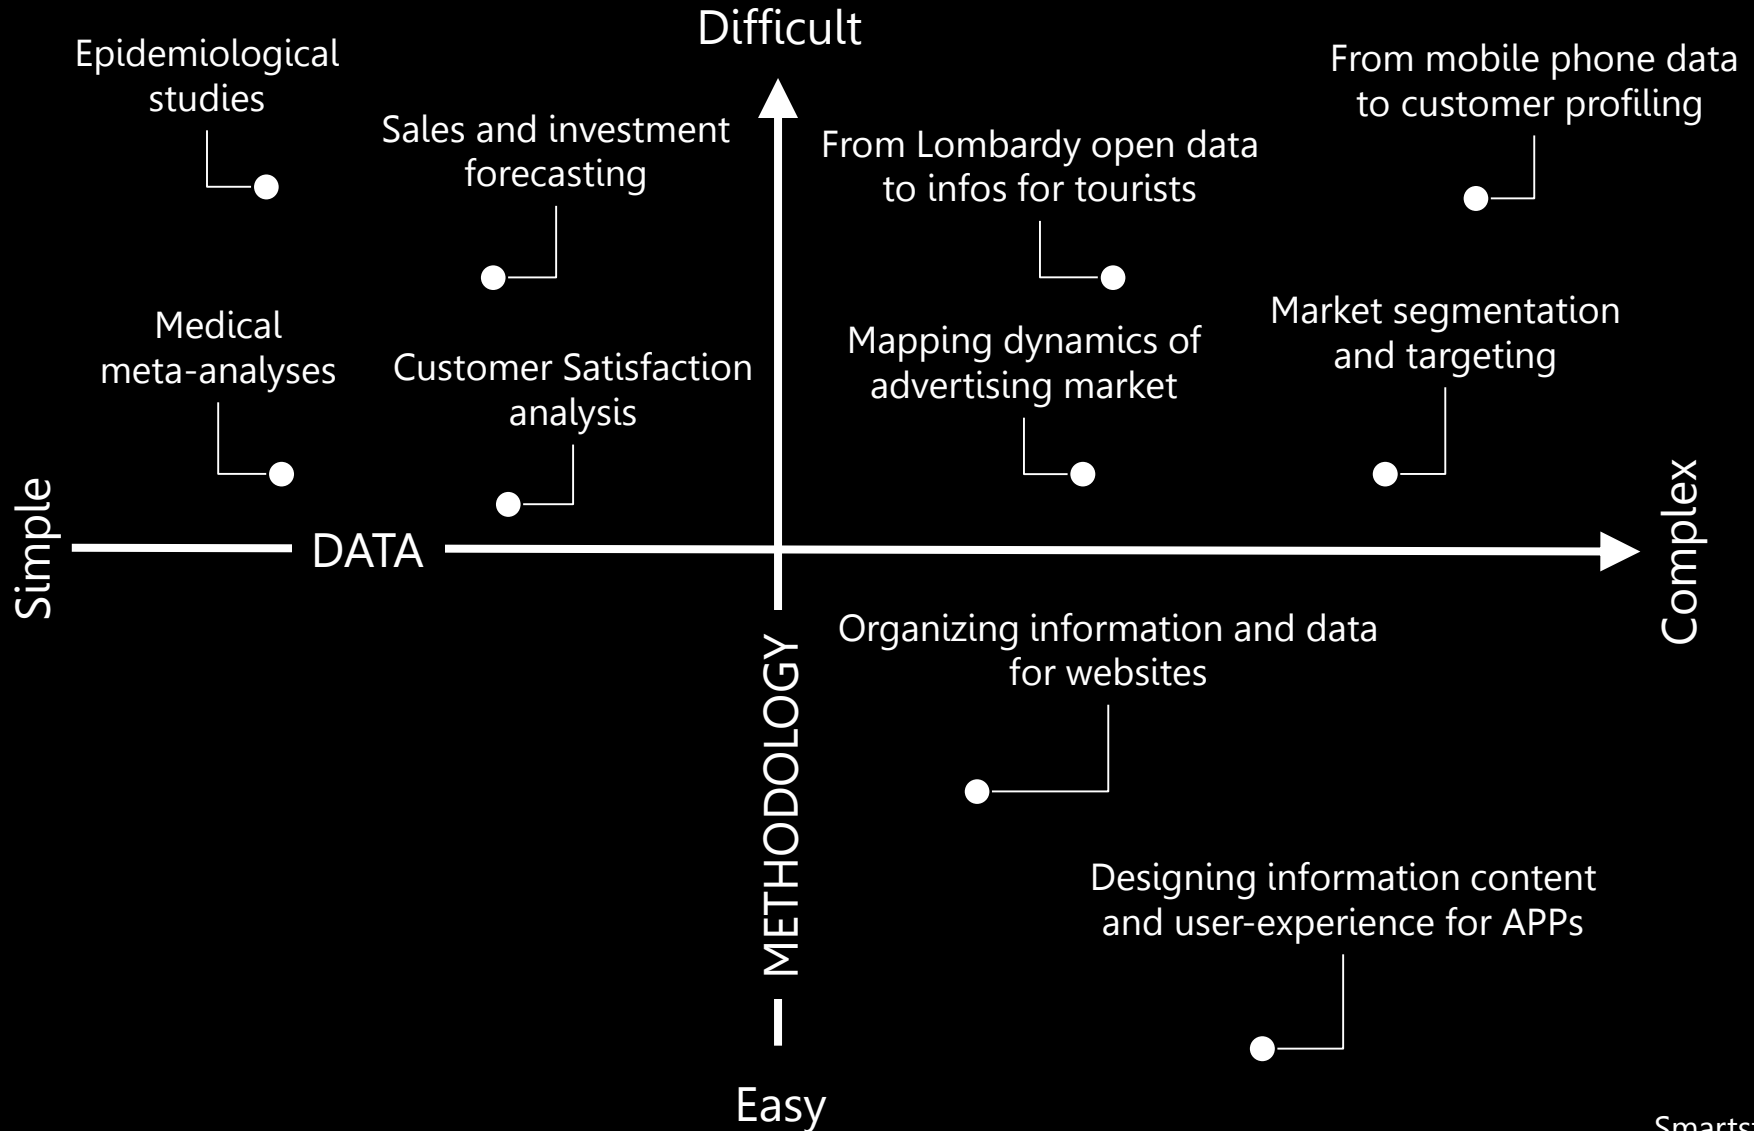 Difficult
Epidemiological
studies
Sales and investment
forecasting
From Lombardy open data
to infos for tourists
From mobile phone data
to customer profiling
Medical
meta-analyses
Customer Satisfaction
analysis
Mapping dynamics of
advertising market
Market segmentation
and targeting
Simple
DATA
Complex
METHODOLOGY
Organizing information and data
for websites
Designing information content
and user-experience for APPs
Easy